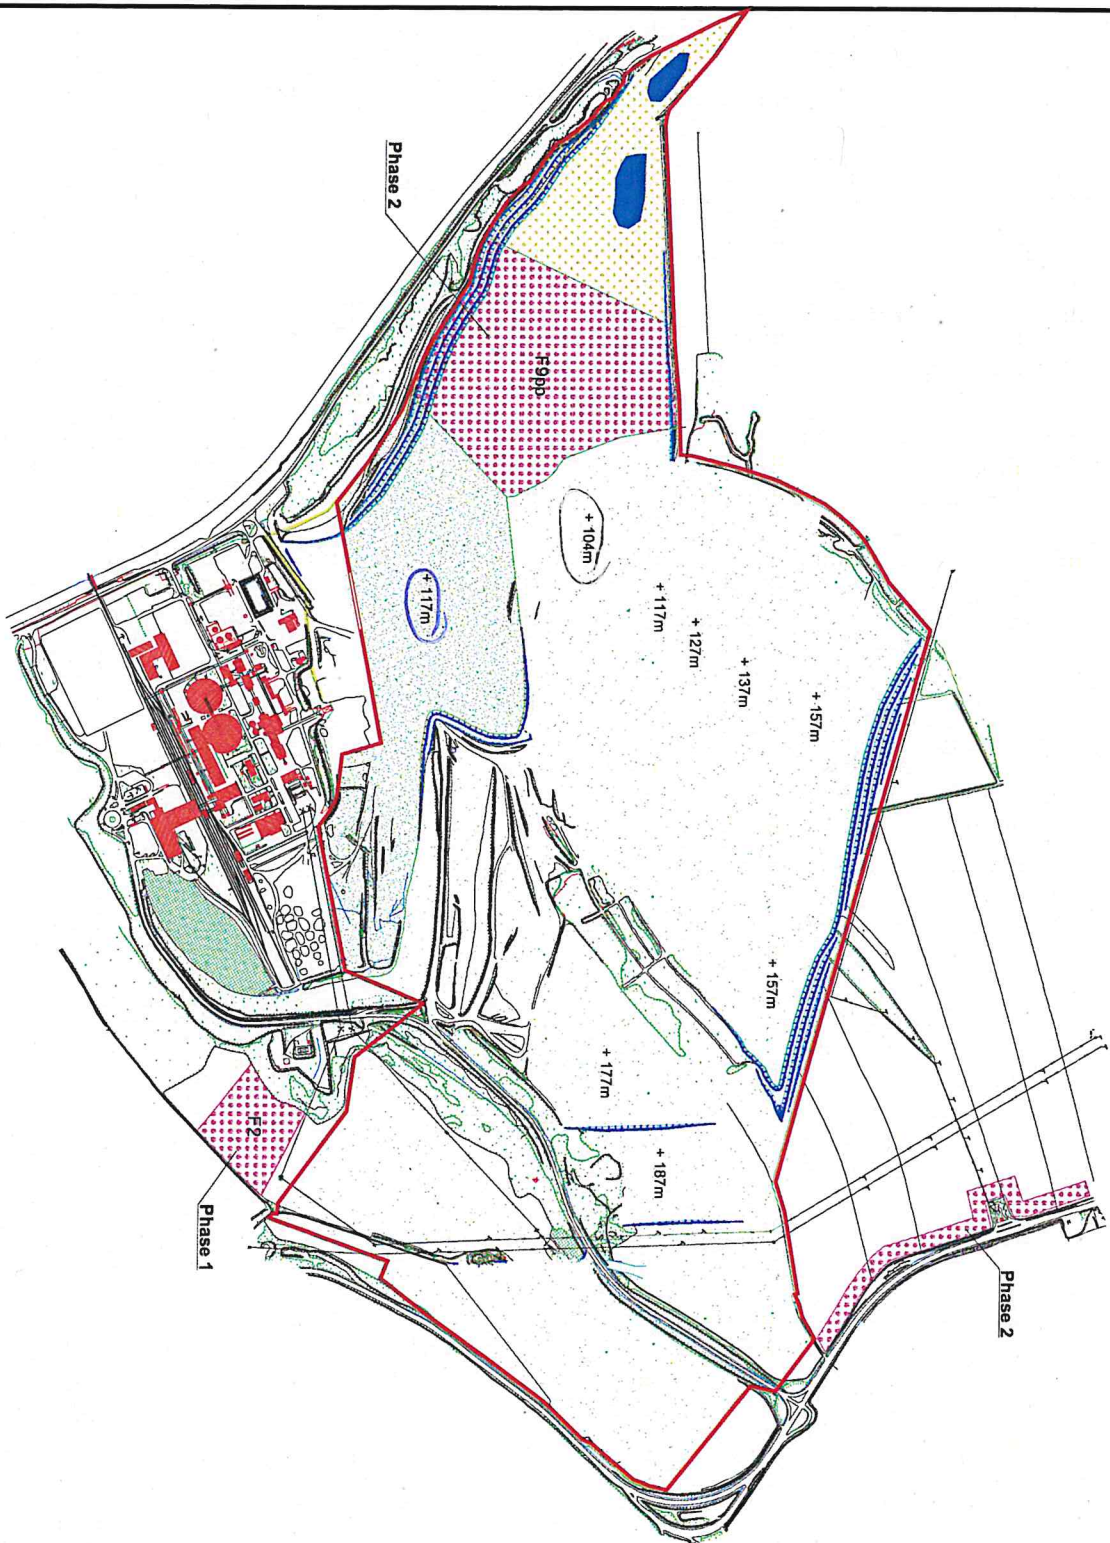 Phase 2
F9pp
+ 104m
+ 117m
+ 117m
+ 127m
+ 137m
+ 157m
+ 157m
+ 177m
+ 187m
F2
Phase 1
Phase 2